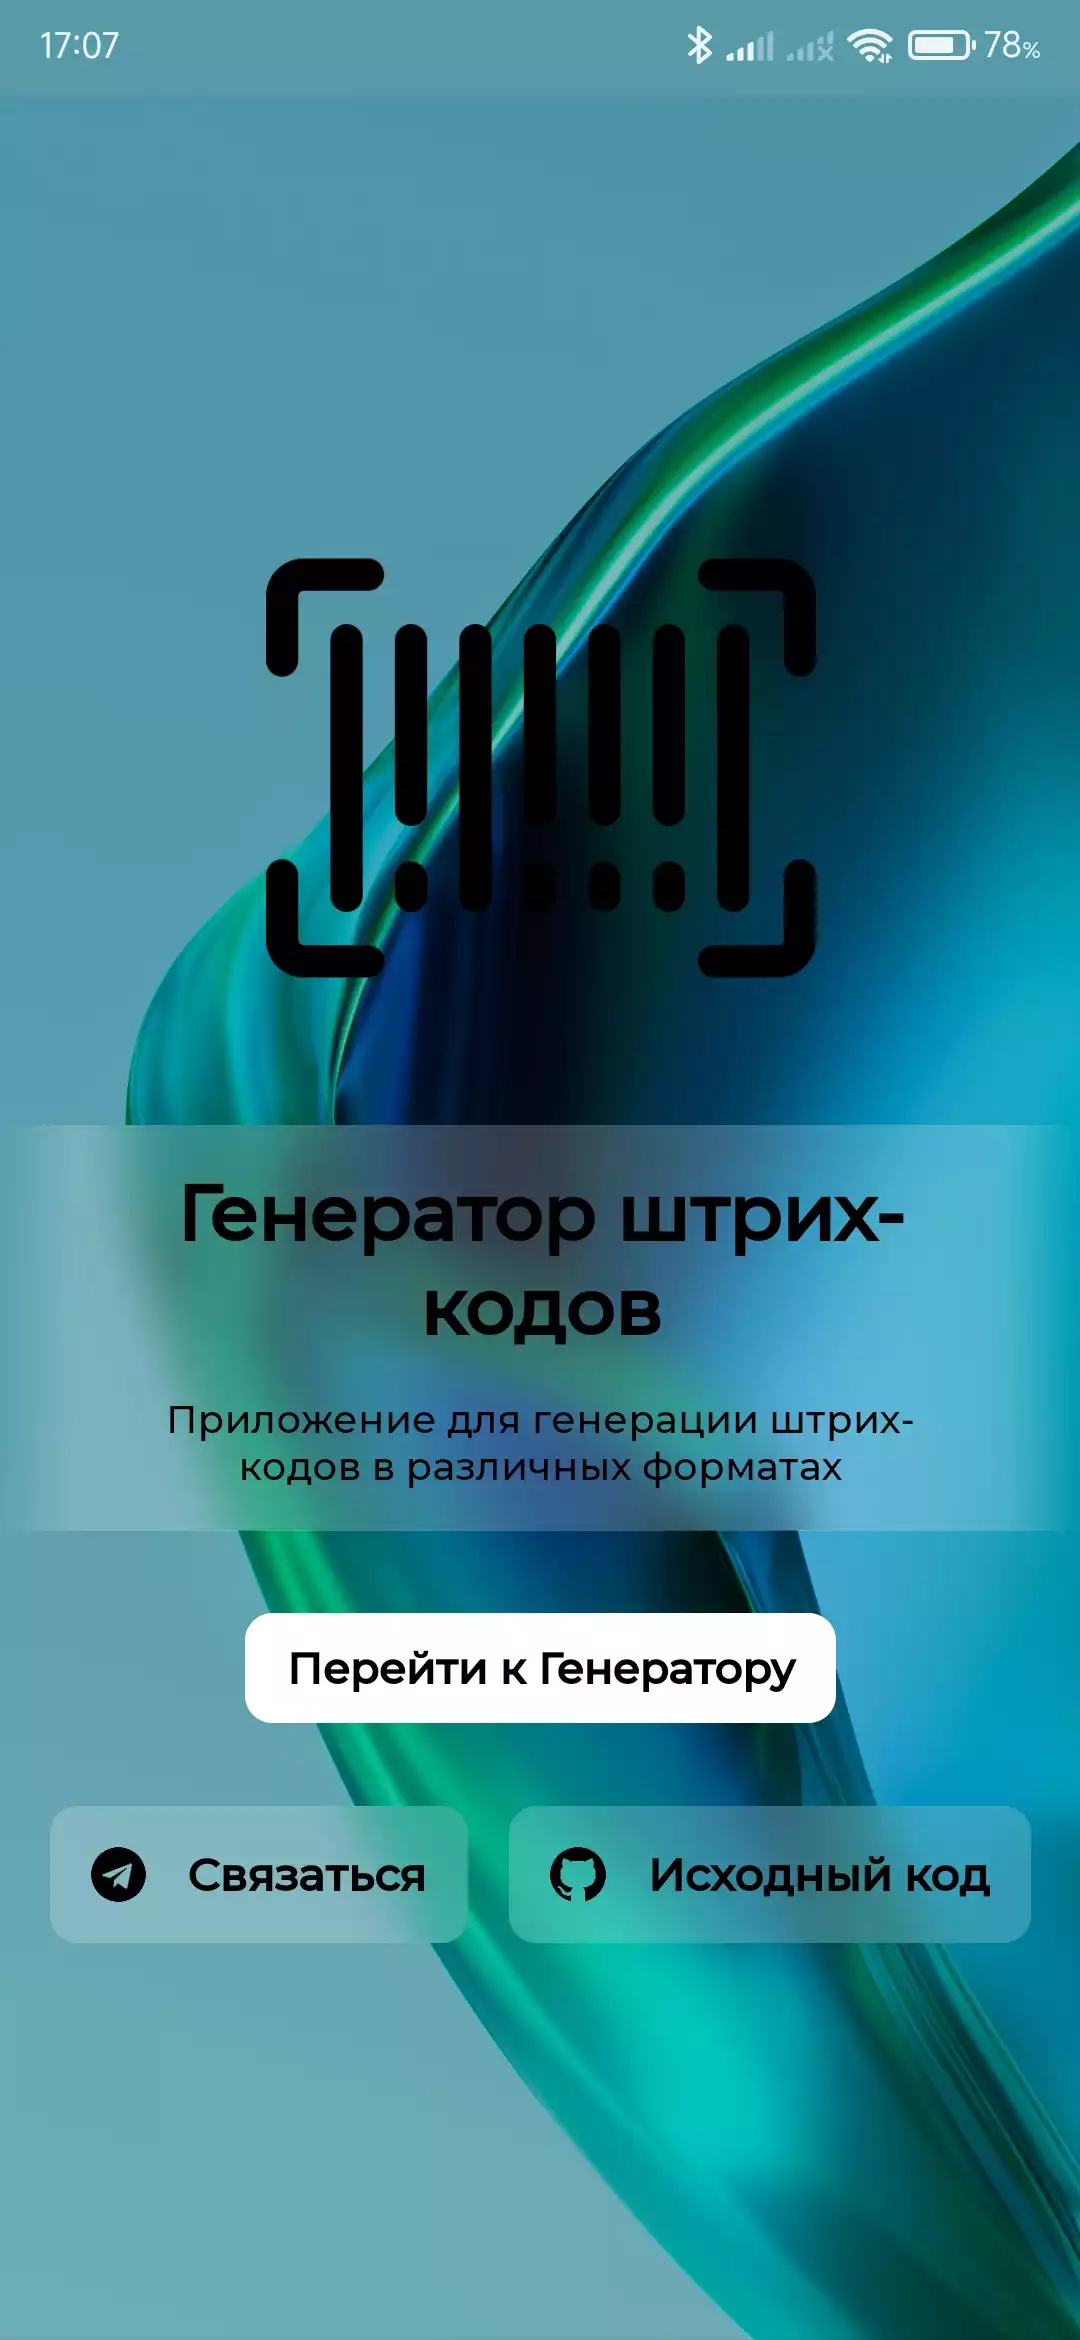 17:07
78%
Генератор штрих-
кодов
Приложение для генерации штрих-
кодов в различных форматах
Перейти к Генератору
Связаться
Исходный код